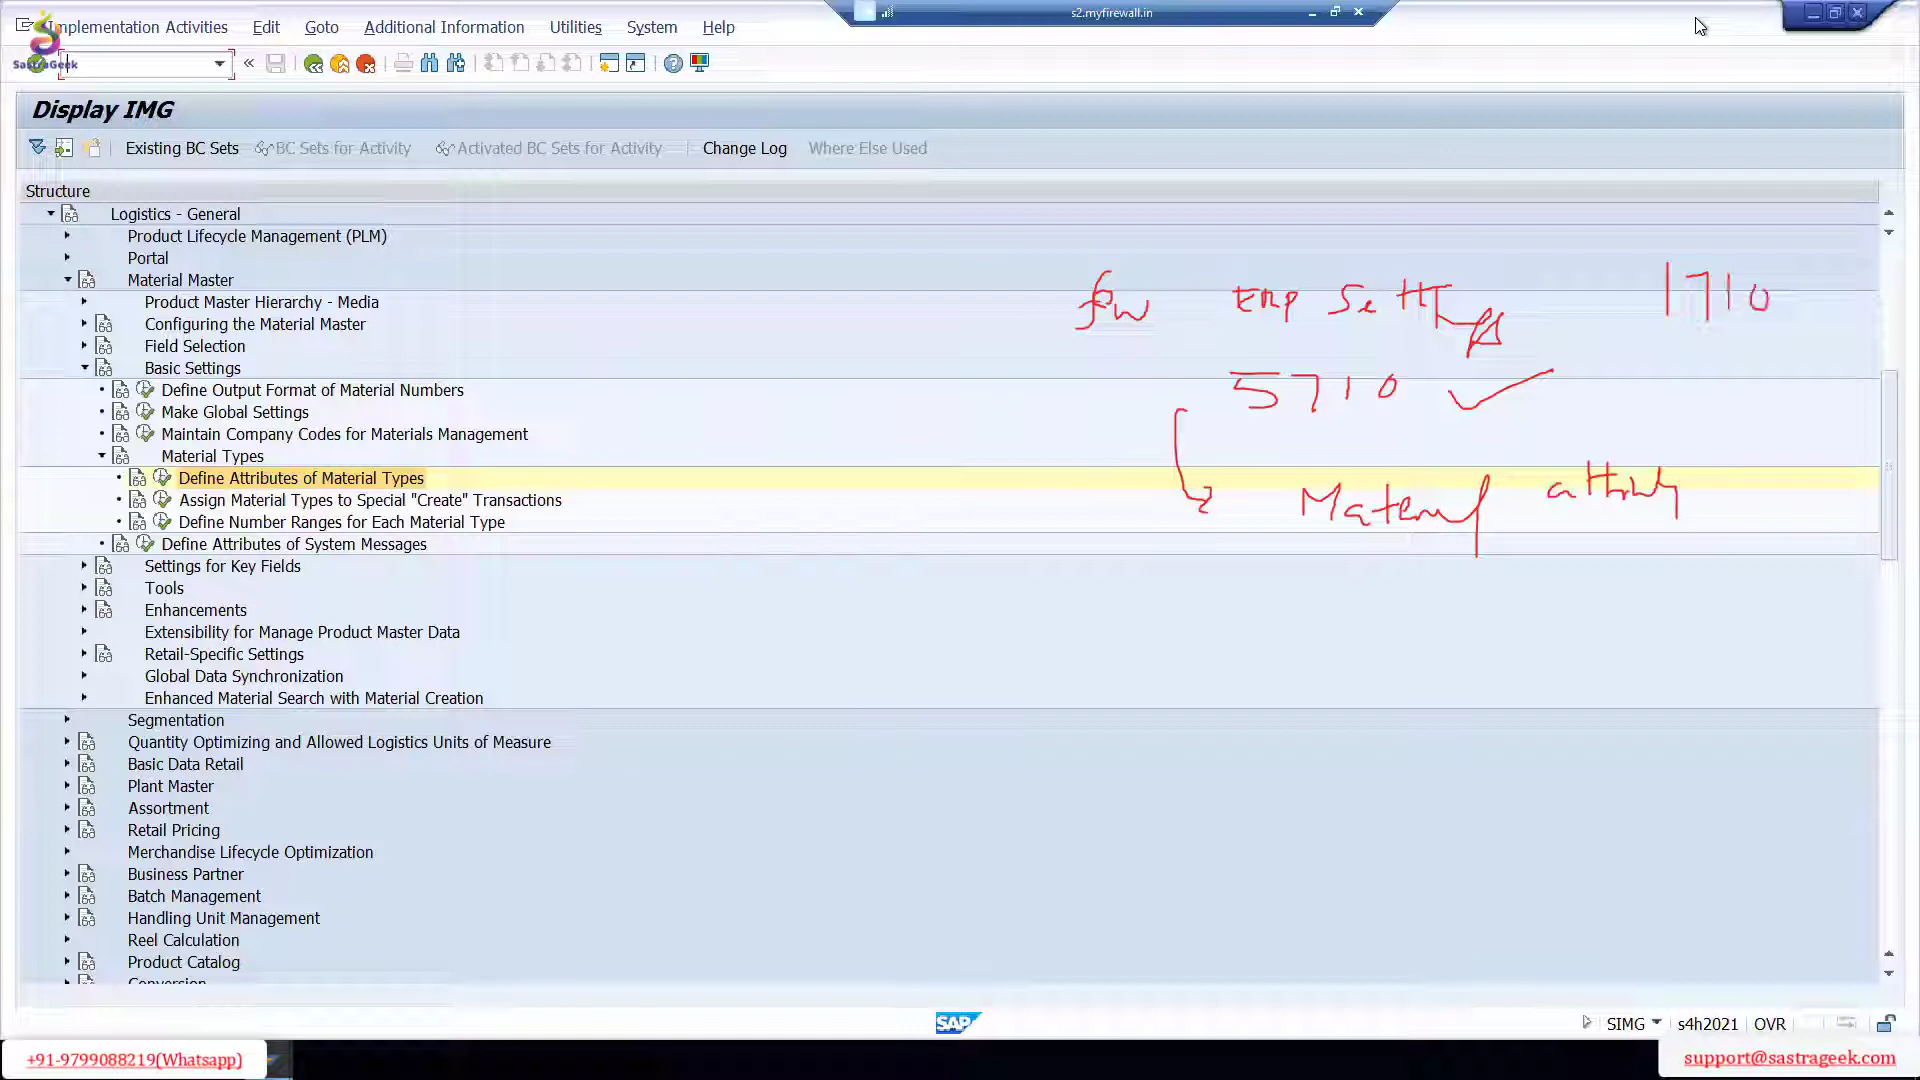 s2.myfirewall.in
Implementation Activities Edit Goto Additional Information Utilities System Help
SastraGeek
Display IMG
Existing BC Sets BC Sets for Activity Activated BC Sets for Activity Change Log Where Else Used
Structure
Logistics - General
Product Lifecycle Management (PLM)
Portal
Material Master
Product Master Hierarchy - Media
Configuring the Material Master
Field Selection
Basic Settings
Define Output Format of Material Numbers
Make Global Settings
Maintain Company Codes for Materials Management
Material Types
Define Attributes of Material Types
Assign Material Types to Special "Create" Transactions
Define Number Ranges for Each Material Type
Define Attributes of System Messages
Settings for Key Fields
Tools
Enhancements
Extensibility for Manage Product Master Data
Retail-Specific Settings
Global Data Synchronization
Enhanced Material Search with Material Creation
Segmentation
Quantity Optimizing and Allowed Logistics Units of Measure
Basic Data Retail
Plant Master
Assortment
Retail Pricing
Merchandise Lifecycle Optimization
Business Partner
Batch Management
Handling Unit Management
Reel Calculation
Product Catalog
Conversion
1710
5710
Material
SAP SIMG s4h2021 OVR
+91-9799088219(Whatsapp)
support@sastrageek.com